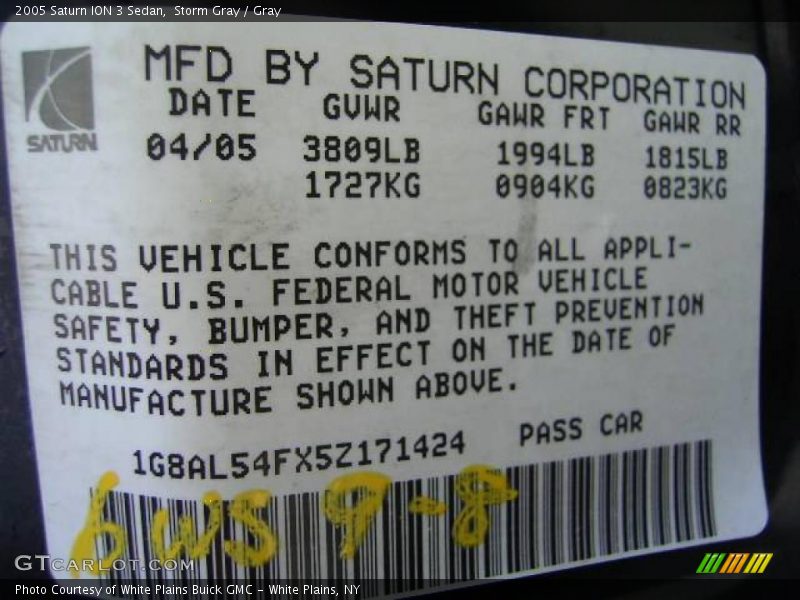 2005 Saturn ION 3 Sedan, Storm Gray / Gray
MFD BY SATURN CORPORATION
SATURN
DATE GVWR GAWR FRT GAWR RR
04/05 3809LB 1994LB 1815LB
1727KG 0904KG 0823KG
THIS VEHICLE CONFORMS TO ALL APPLI-
CABLE U.S. FEDERAL MOTOR VEHICLE
SAFETY, BUMPER, AND THEFT PREVENTION
STANDARDS IN EFFECT ON THE DATE OF
MANUFACTURE SHOWN ABOVE.
1G8AL54FX5Z171424 PASS CAR
6WS 9-8
GTCARLOT.COM
Photo Courtesy of White Plains Buick GMC - White Plains, NY